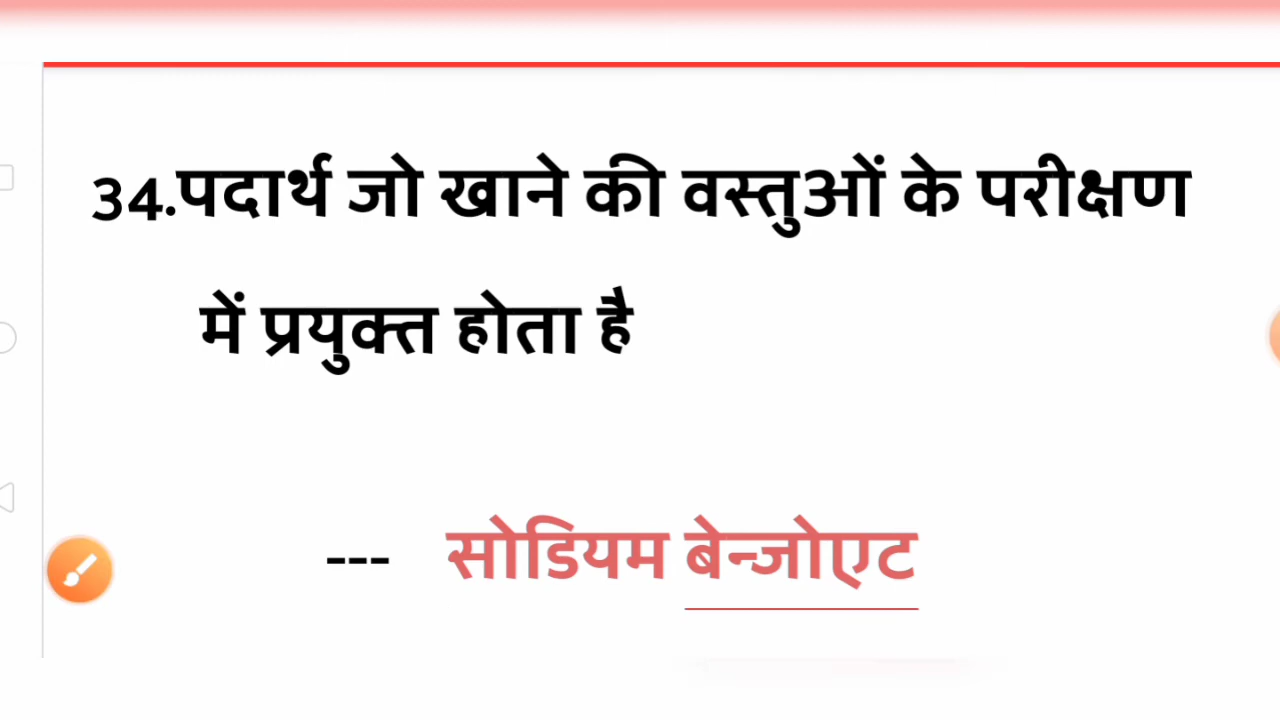 34.पदार्थ जो खाने की वस्तुओं के परीक्षण
में प्रयुक्त होता है
--- सोडियम बेन्जोएट